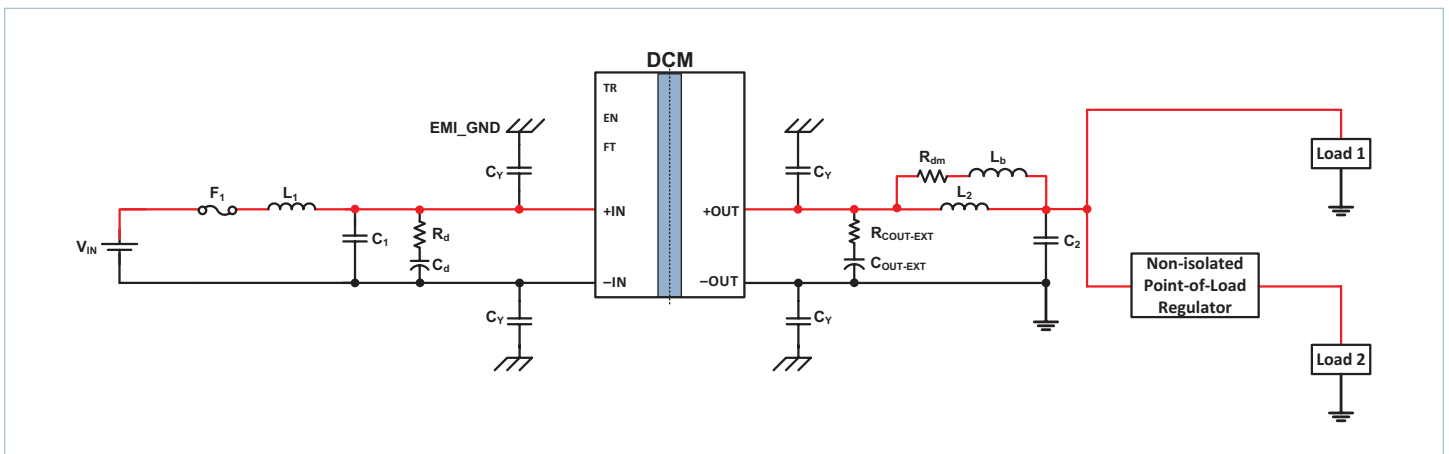 DCM
TR
EN
FT
+IN
–IN
+OUT
–OUT
EMI_GND
CY
CY
CY
CY
F1
L1
VIN
C1
Rd
Cd
Rdm
Lb
L2
RCOUT-EXT
COUT-EXT
C2
Load 1
Non-isolated
Point-of-Load
Regulator
Load 2